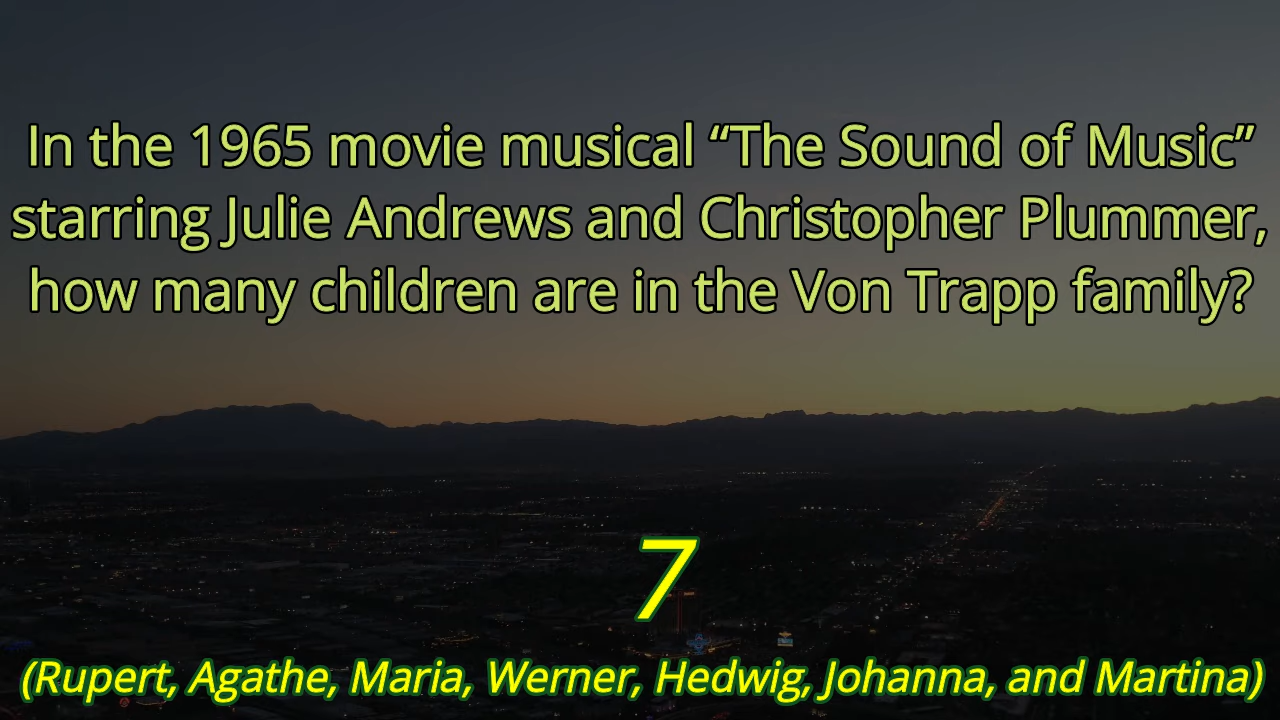 In the 1965 movie musical “The Sound of Music”
starring Julie Andrews and Christopher Plummer,
how many children are in the Von Trapp family?
7
(Rupert, Agathe, Maria, Werner, Hedwig, Johanna, and Martina)